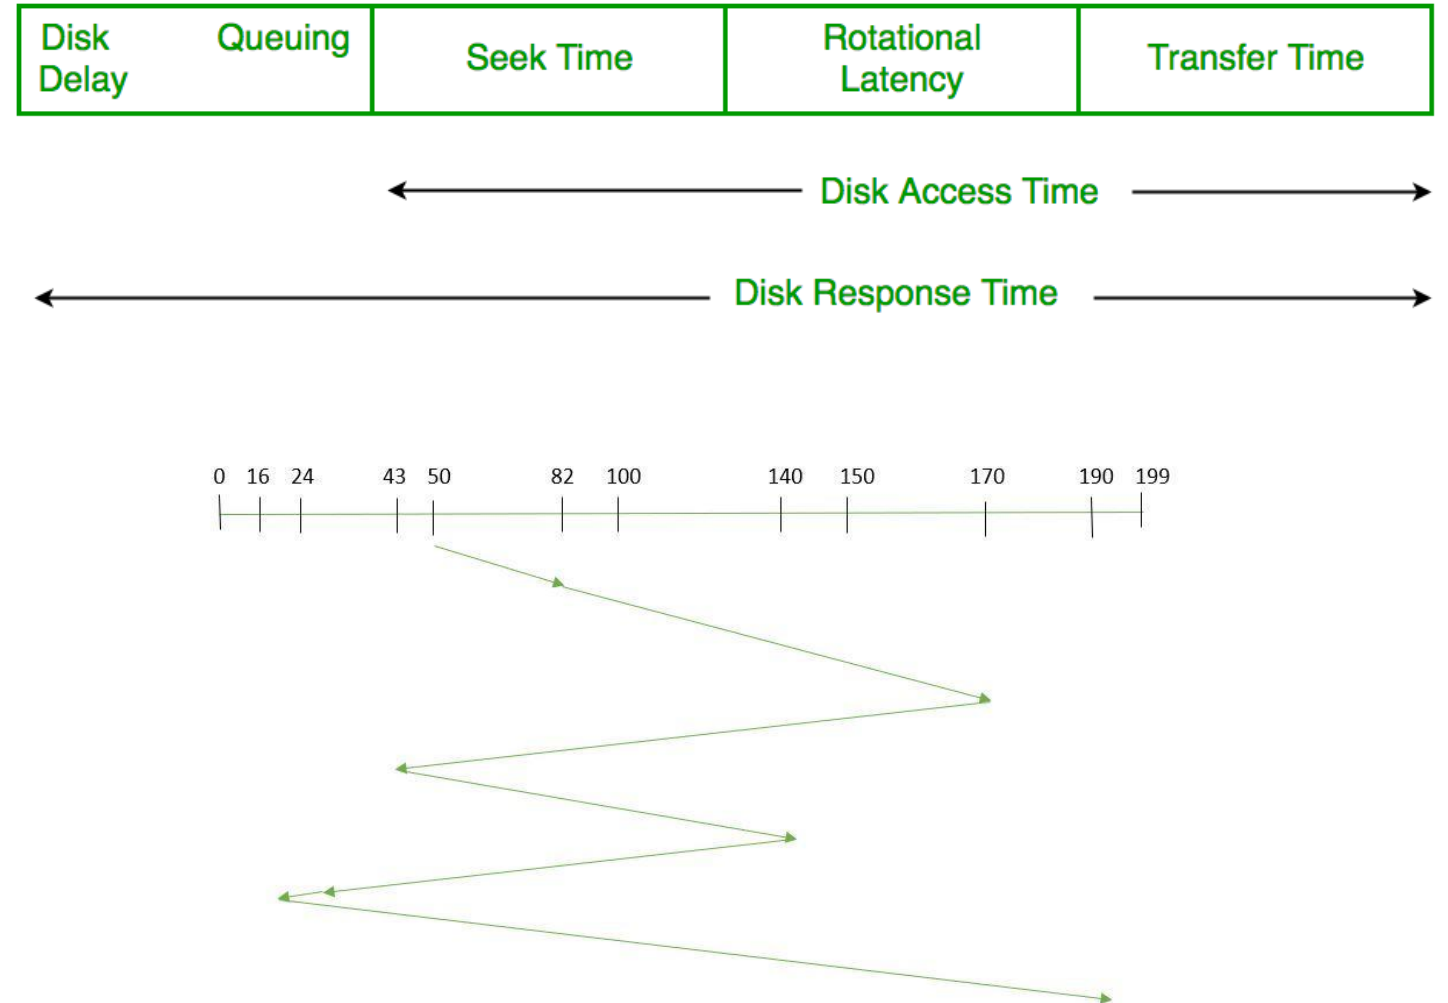 Disk Queuing
Delay
Seek Time
Rotational
Latency
Transfer Time
Disk Access Time
Disk Response Time
0 16 24 43 50 82 100 140 150 170 190 199